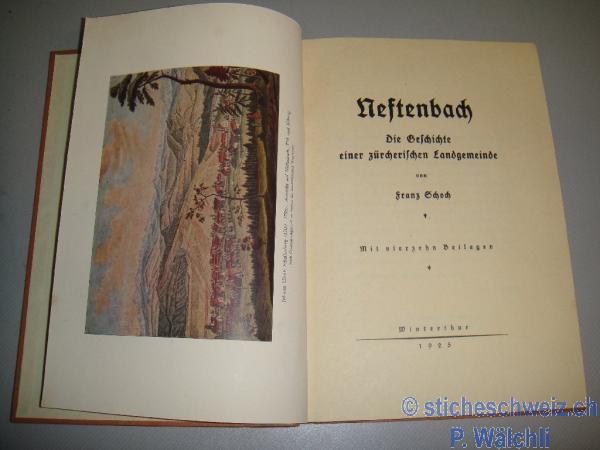 Neftenbach
Die Geschichte
einer zürcherischen Landgemeinde
von
Franz Schoch
Mit vierzehn Beilagen
Winterthur
1925
© sticheschweiz.ch
P. Wälchli